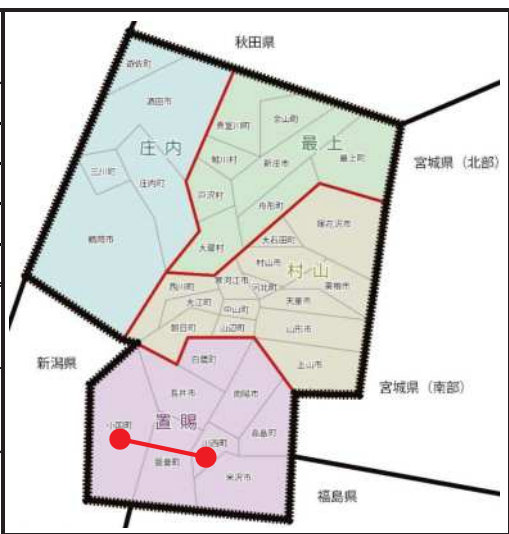 秋田県
遊佐町
酒田市
金山町
真室川町
庄内
最上
鮭川村
新庄市
最上町
宮城県（北部）
三川町
庄内町
戸沢村
舟形町
鶴岡市
尾花沢市
大石田町
大蔵村
村山市
村山
西川町
寒河江市
河北町
東根市
大江町
天童市
中山町
朝日町
山辺町
山形市
新潟県
白鷹町
上山市
宮城県（南部）
長井市
南陽市
置賜
小国町
高畠町
川西町
飯豊町
米沢市
福島県